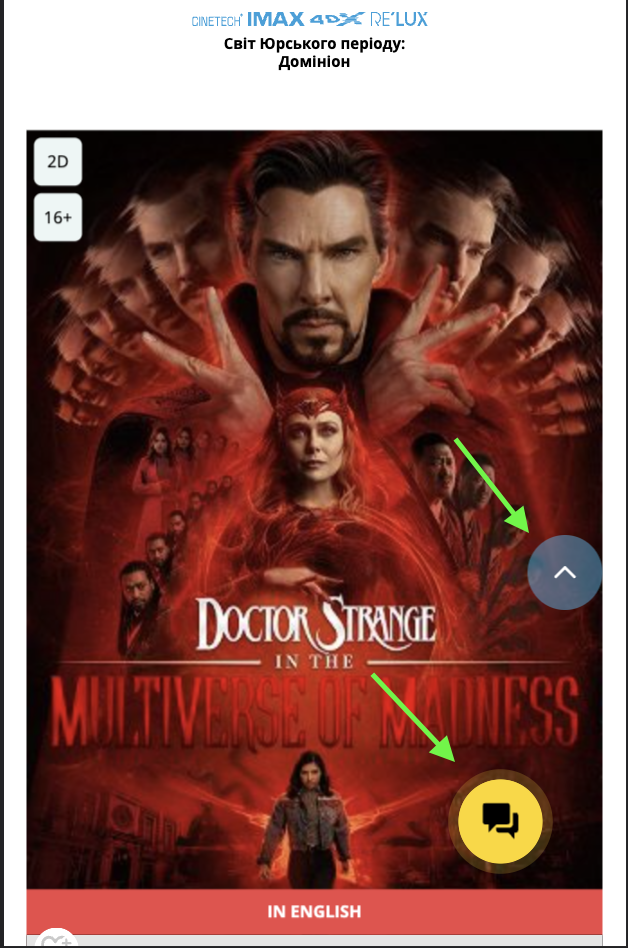 CINETECH+ IMAX 4DX RE'LUX
Світ Юрського періоду:
Домініон
2D
16+
DOCTOR STRANGE
IN THE
MULTIVERSE OF MADNESS
IN ENGLISH